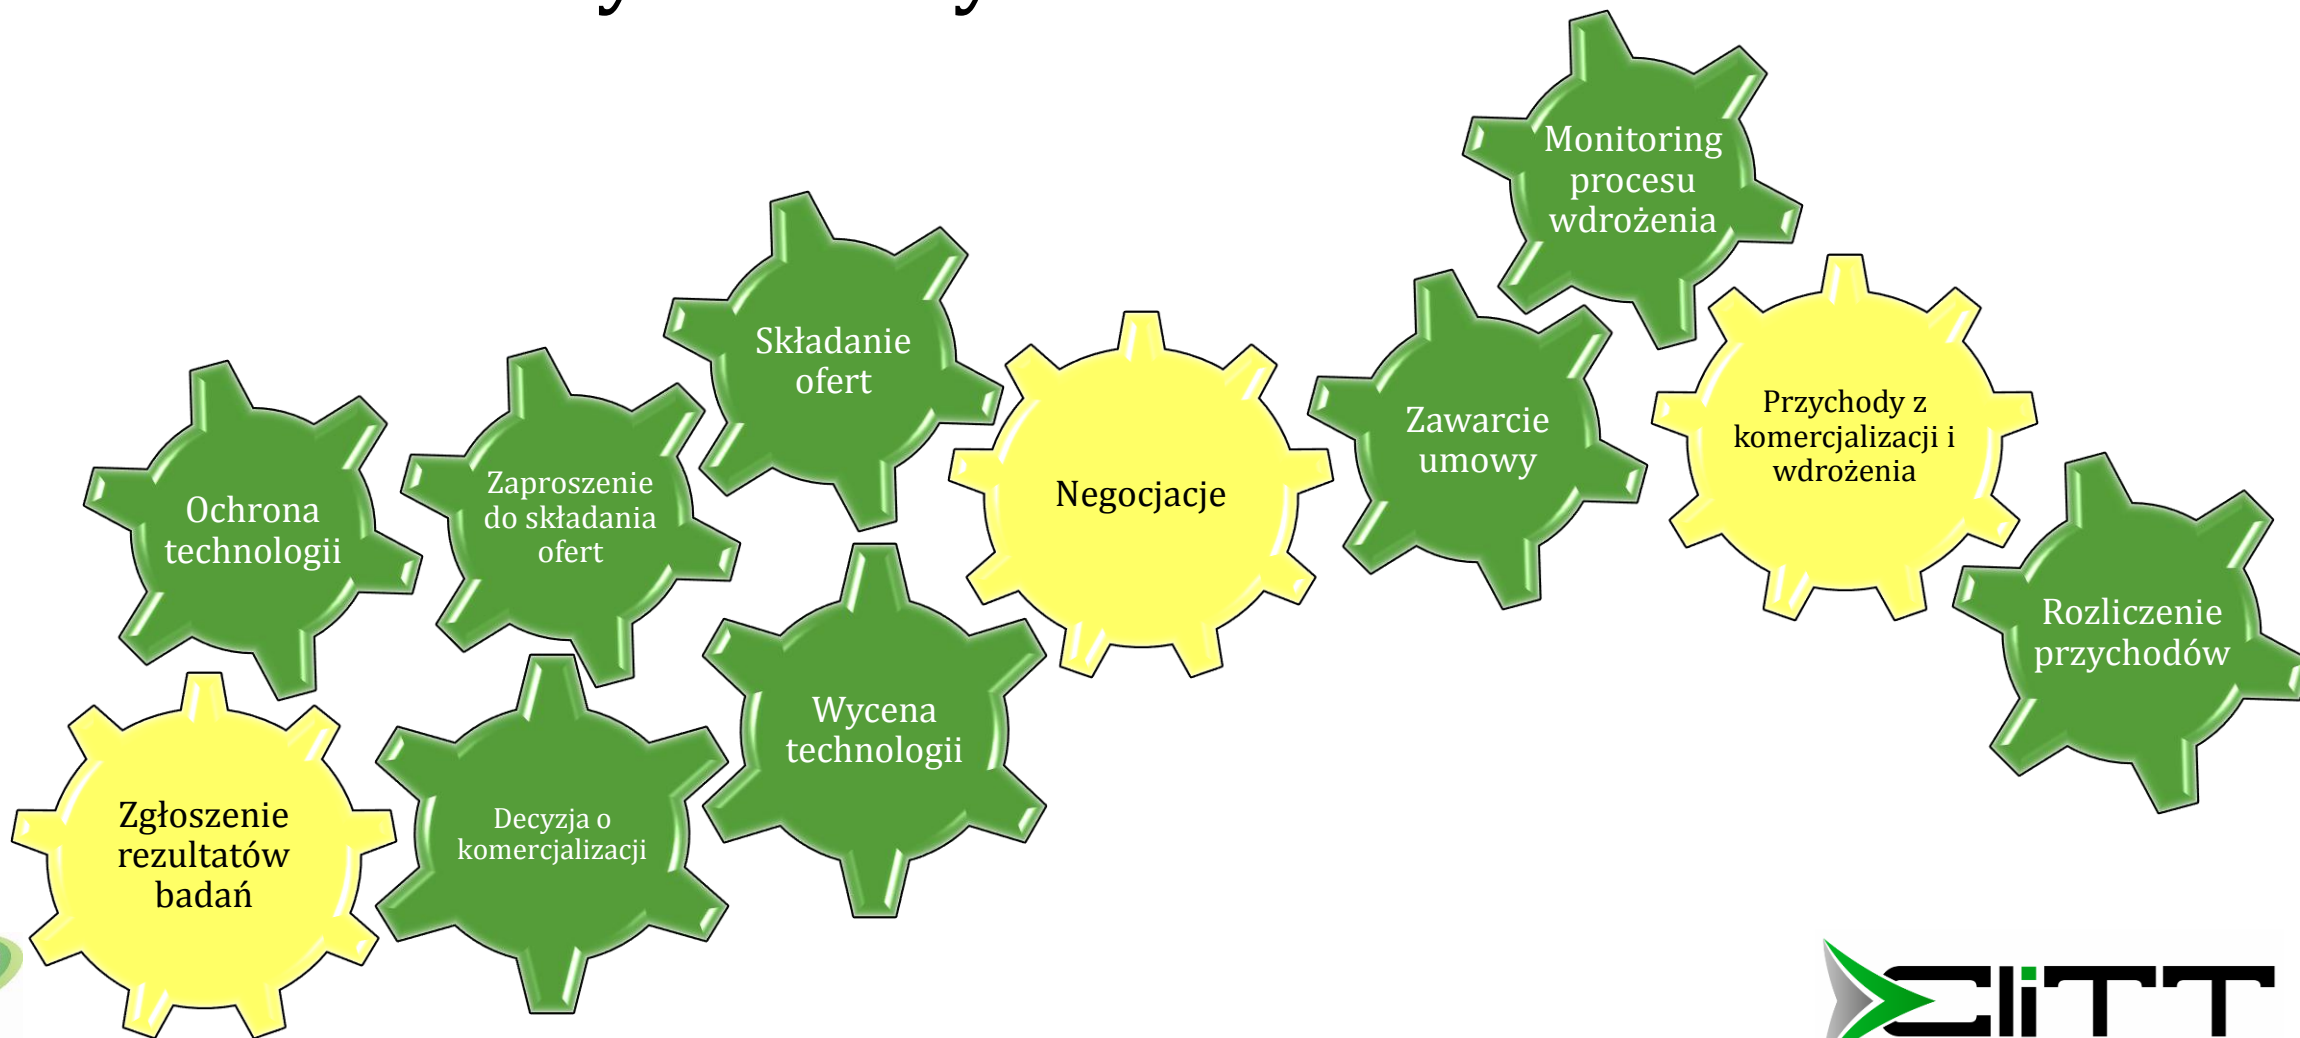 Zgłoszenie
rezultatów
badań
Ochrona
technologii
Decyzja o
komercjalizacji
Zaproszenie
do składania
ofert
Składanie
ofert
Wycena
technologii
Negocjacje
Zawarcie
umowy
Monitoring
procesu
wdrożenia
Przychody z
komercjalizacji i
wdrożenia
Rozliczenie
przychodów
CIiTT